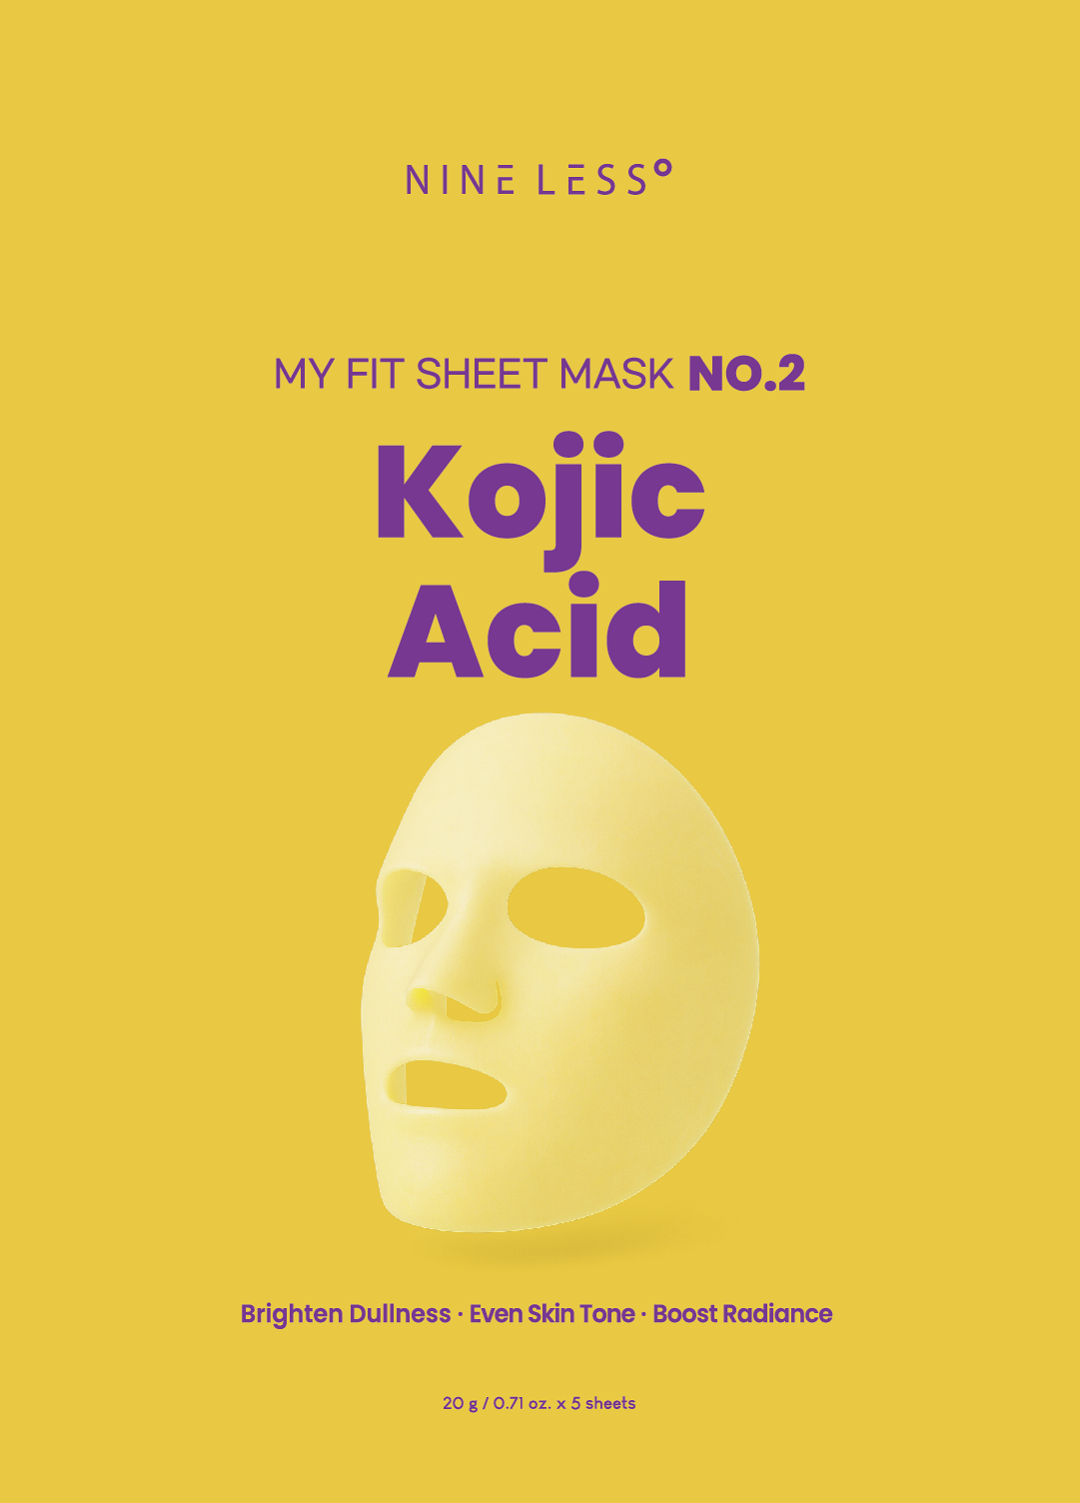 NINE LESS°
MY FIT SHEET MASK NO.2
Kojic
Acid
Brighten Dullness · Even Skin Tone · Boost Radiance
20 g / 0.71 oz. x 5 sheets